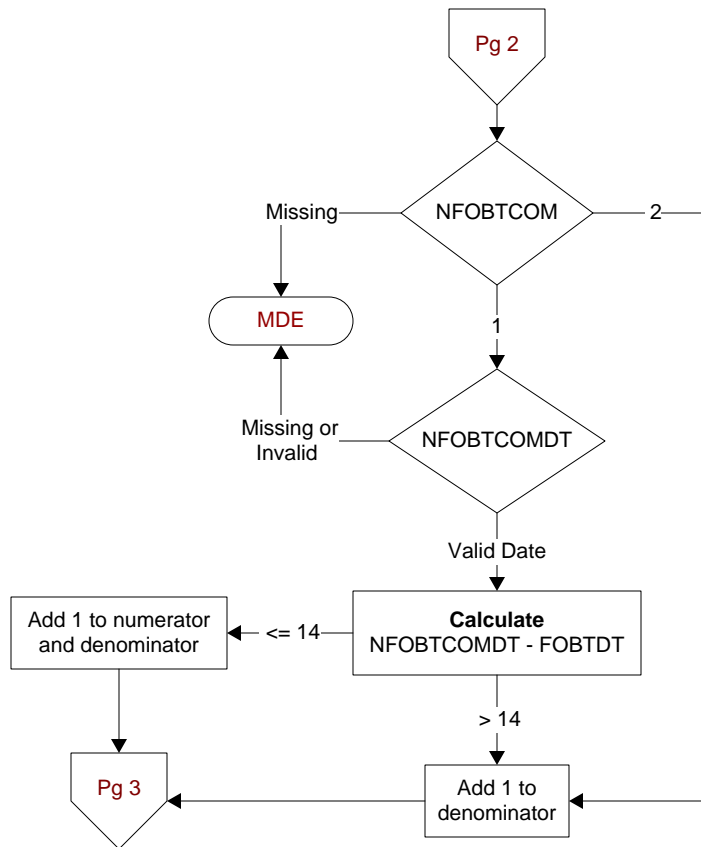 Pg 2
NFOBTCOM
Missing
2
MDE
1
Missing or
Invalid
NFOBTCOMDT
Valid Date
Calculate
NFOBTCOMDT - FOBTDT
<= 14
Add 1 to numerator
and denominator
> 14
Add 1 to
denominator
Pg 3